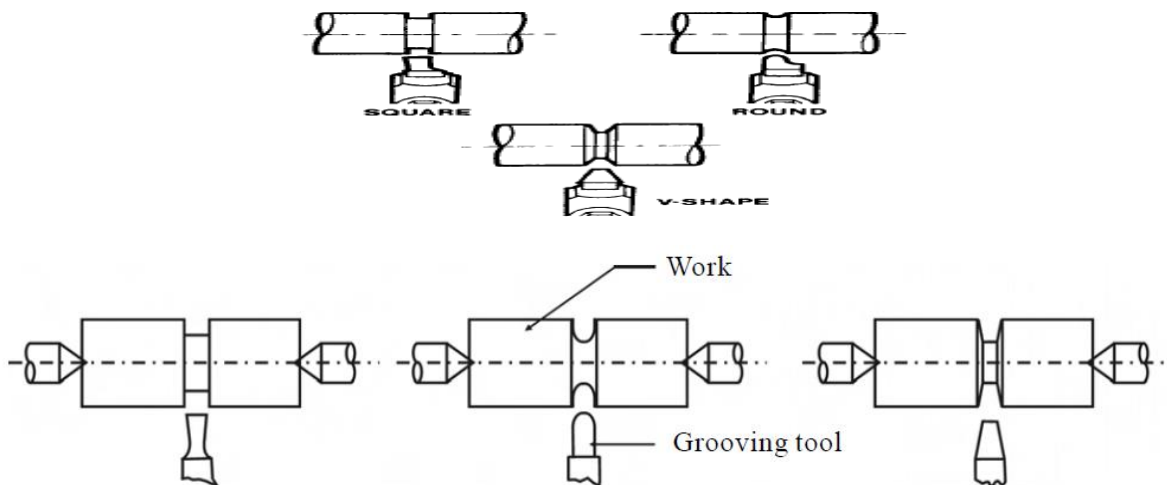 SQUARE
ROUND
V-SHAPE
Work
Grooving tool